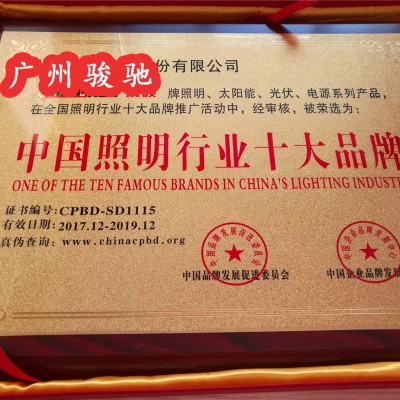 广州骏驰
份有限公司
牌照明、太阳能、光伏、电源系列产品,
在全国照明行业十大品牌推广活动中，经审核，被荣选为：
中国照明行业十大品牌
ONE OF THE TEN FAMOUS BRANDS IN CHINA'S LIGHTING INDUSTR
证书编号: CPBD-SD1115
有效日期: 2017.12-2019.12
真伪查询: www.chinacpbd.org
中国品牌发展促进委员会
中国企业品牌发展